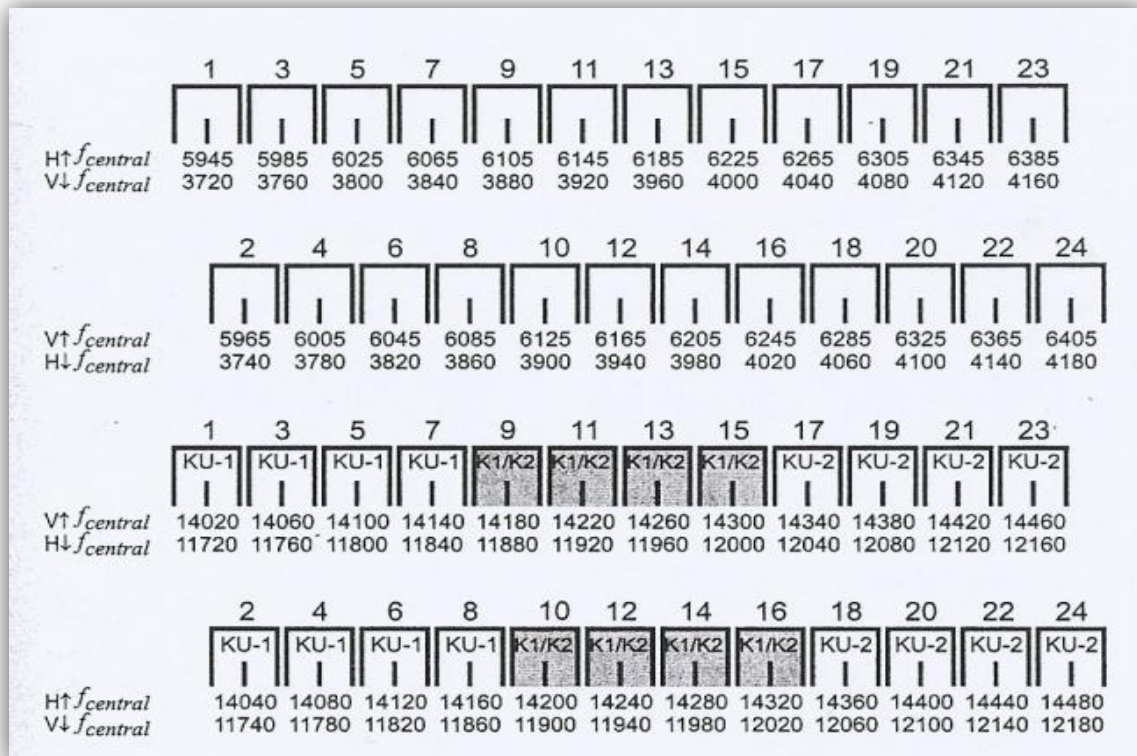 1 3 5 7 9 11 13 15 17 19 21 23
H↑ fcentral 5945 5985 6025 6065 6105 6145 6185 6225 6265 6305 6345 6385
V↓ fcentral 3720 3760 3800 3840 3880 3920 3960 4000 4040 4080 4120 4160
2 4 6 8 10 12 14 16 18 20 22 24
V↑ fcentral 5965 6005 6045 6085 6125 6165 6205 6245 6285 6325 6365 6405
H↓ fcentral 3740 3780 3820 3860 3900 3940 3980 4020 4060 4100 4140 4180
1 3 5 7 9 11 13 15 17 19 21 23
KU-1 KU-1 KU-1 KU-1 K1/K2 K1/K2 K1/K2 K1/K2 KU-2 KU-2 KU-2 KU-2
V↑ fcentral 14020 14060 14100 14140 14180 14220 14260 14300 14340 14380 14420 14460
H↓ fcentral 11720 11760 11800 11840 11880 11920 11960 12000 12040 12080 12120 12160
2 4 6 8 10 12 14 16 18 20 22 24
KU-1 KU-1 KU-1 KU-1 K1/K2 K1/K2 K1/K2 K1/K2 KU-2 KU-2 KU-2 KU-2
H↑ fcentral 14040 14080 14120 14160 14200 14240 14280 14320 14360 14400 14440 14480
V↓ fcentral 11740 11780 11820 11860 11900 11940 11980 12020 12060 12100 12140 12180